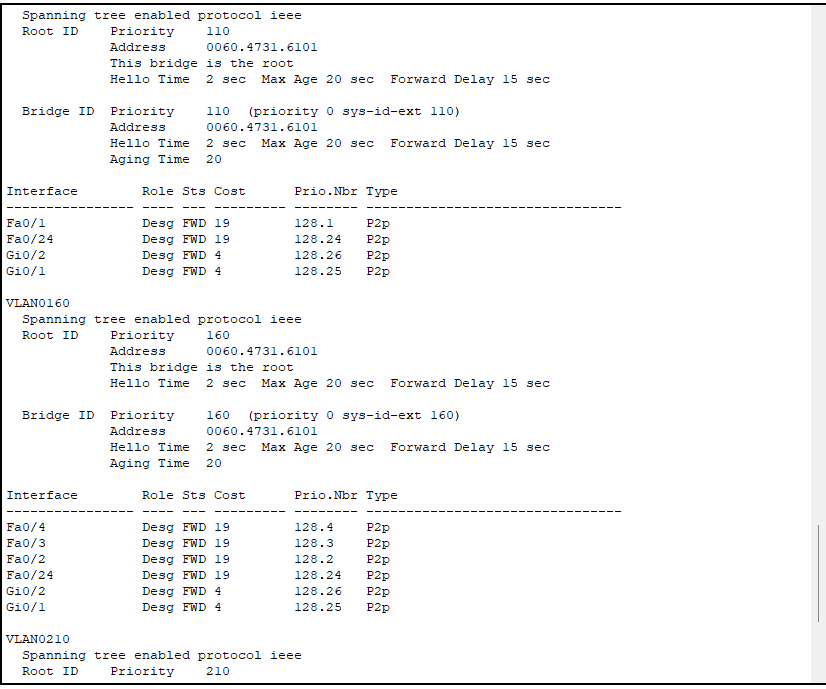 Spanning tree enabled protocol ieee
Root ID    Priority    110
Address     0060.4731.6101
This bridge is the root
Hello Time  2 sec  Max Age 20 sec  Forward Delay 15 sec
Bridge ID  Priority    110  (priority 0 sys-id-ext 110)
Address     0060.4731.6101
Hello Time  2 sec  Max Age 20 sec  Forward Delay 15 sec
Aging Time  20
Interface        Role Sts Cost      Prio.Nbr Type
---------------- ---- --- --------- -------- --------------------------------
Fa0/1            Desg FWD 19        128.1    P2p
Fa0/24           Desg FWD 19        128.24   P2p
Gi0/2            Desg FWD 4         128.26   P2p
Gi0/1            Desg FWD 4         128.25   P2p
VLAN0160
Spanning tree enabled protocol ieee
Root ID    Priority    160
Address     0060.4731.6101
This bridge is the root
Hello Time  2 sec  Max Age 20 sec  Forward Delay 15 sec
Bridge ID  Priority    160  (priority 0 sys-id-ext 160)
Address     0060.4731.6101
Hello Time  2 sec  Max Age 20 sec  Forward Delay 15 sec
Aging Time  20
Interface        Role Sts Cost      Prio.Nbr Type
---------------- ---- --- --------- -------- --------------------------------
Fa0/4            Desg FWD 19        128.4    P2p
Fa0/3            Desg FWD 19        128.3    P2p
Fa0/2            Desg FWD 19        128.2    P2p
Fa0/24           Desg FWD 19        128.24   P2p
Gi0/2            Desg FWD 4         128.26   P2p
Gi0/1            Desg FWD 4         128.25   P2p
VLAN0210
Spanning tree enabled protocol ieee
Root ID    Priority    210